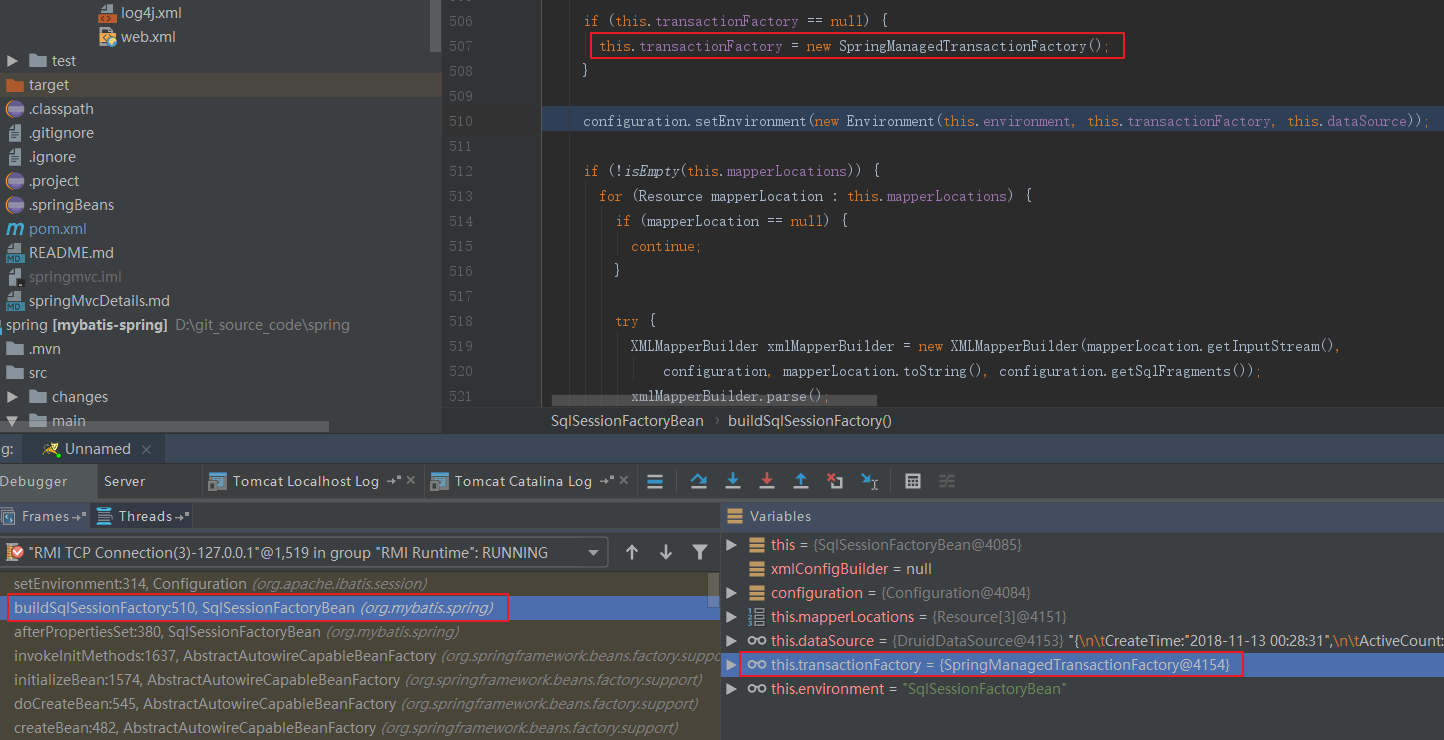 log4j.xml
web.xml
test
target
.classpath
.gitignore
.ignore
.project
.springBeans
pom.xml
README.md
springmvc.iml
springMvcDetails.md
spring [mybatis-spring] D:\git_source_code\spring
.mvn
src
changes
main
506 if (this.transactionFactory == null) {
507 this.transactionFactory = new SpringManagedTransactionFactory();
508 }
509
510 configuration.setEnvironment(new Environment(this.environment, this.transactionFactory, this.dataSource));
511
512 if (!isEmpty(this.mapperLocations)) {
513 for (Resource mapperLocation : this.mapperLocations) {
514 if (mapperLocation == null) {
515 continue;
516 }
517
518 try {
519 XMLMapperBuilder xmlMapperBuilder = new XMLMapperBuilder(mapperLocation.getInputStream(),
520 configuration, mapperLocation.toString(), configuration.getSqlFragments());
521 xmlMapperBuilder.parse();
SqlSessionFactoryBean › buildSqlSessionFactory()
g: Unnamed
Debugger Server Tomcat Localhost Log Tomcat Catalina Log
Frames Threads
"RMI TCP Connection(3)-127.0.0.1"@1,519 in group "RMI Runtime": RUNNING
setEnvironment:314, Configuration (org.apache.ibatis.session)
buildSqlSessionFactory:510, SqlSessionFactoryBean (org.mybatis.spring)
afterPropertiesSet:380, SqlSessionFactoryBean (org.mybatis.spring)
invokeInitMethods:1637, AbstractAutowireCapableBeanFactory (org.springframework.beans.factory.suppo
initializeBean:1574, AbstractAutowireCapableBeanFactory (org.springframework.beans.factory.support)
doCreateBean:545, AbstractAutowireCapableBeanFactory (org.springframework.beans.factory.support)
createBean:482, AbstractAutowireCapableBeanFactory (org.springframework.beans.factory.support)
Variables
this = {SqlSessionFactoryBean@4085}
xmlConfigBuilder = null
configuration = {Configuration@4084}
this.mapperLocations = {Resource[3]@4151}
this.dataSource = {DruidDataSource@4153} "{\n\tCreateTime:"2018-11-13 00:28:31",\n\tActiveCount:
this.transactionFactory = {SpringManagedTransactionFactory@4154}
this.environment = "SqlSessionFactoryBean"